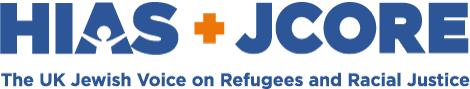 HIAS + JCORE
The UK Jewish Voice on Refugees and Racial Justice